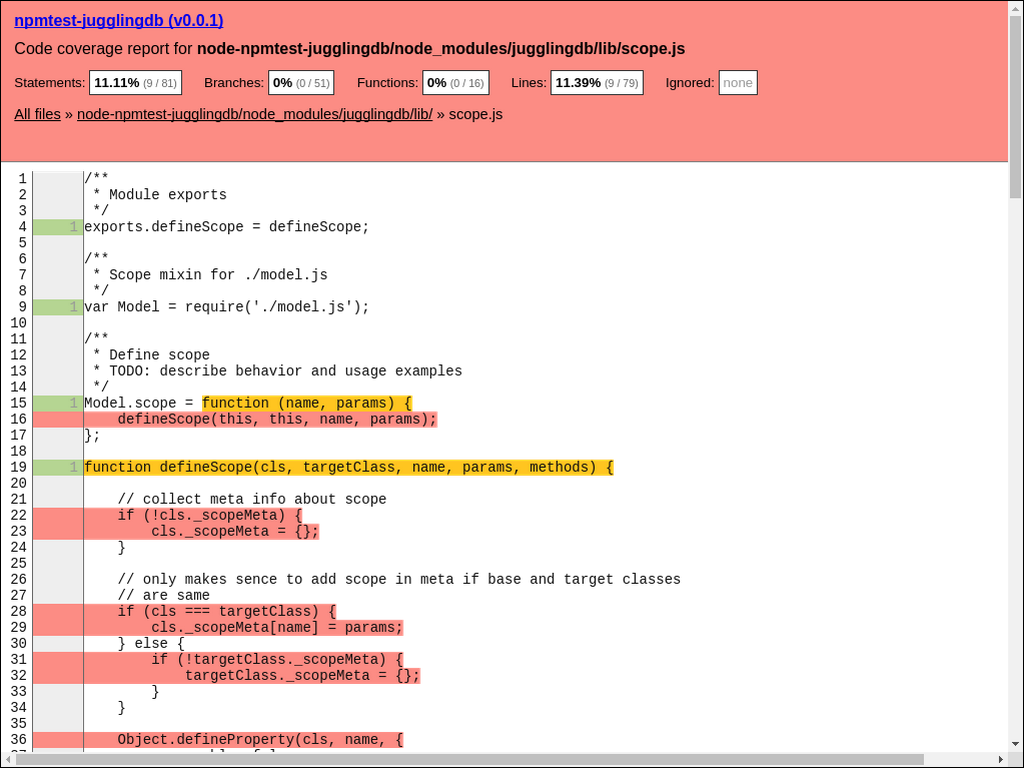 npmtest-jugglingdb (v0.0.1)
Code coverage report for node-npmtest-jugglingdb/node_modules/jugglingdb/lib/scope.js
Statements: 11.11% (9 / 81) Branches: 0% (0 / 51) Functions: 0% (0 / 16) Lines: 11.39% (9 / 79) Ignored: none
All files » node-npmtest-jugglingdb/node_modules/jugglingdb/lib/ » scope.js
1 /**
2  * Module exports
3  */
4 1 exports.defineScope = defineScope;
5
6 /**
7  * Scope mixin for ./model.js
8  */
9 1 var Model = require('./model.js');
10
11 /**
12  * Define scope
13  * TODO: describe behavior and usage examples
14  */
15 1 Model.scope = function (name, params) {
16     defineScope(this, this, name, params);
17 };
18
19 1 function defineScope(cls, targetClass, name, params, methods) {
20
21     // collect meta info about scope
22     if (!cls._scopeMeta) {
23         cls._scopeMeta = {};
24     }
25
26     // only makes sence to add scope in meta if base and target classes
27     // are same
28     if (cls === targetClass) {
29         cls._scopeMeta[name] = params;
30     } else {
31         if (!targetClass._scopeMeta) {
32             targetClass._scopeMeta = {};
33         }
34     }
35
36     Object.defineProperty(cls, name, {